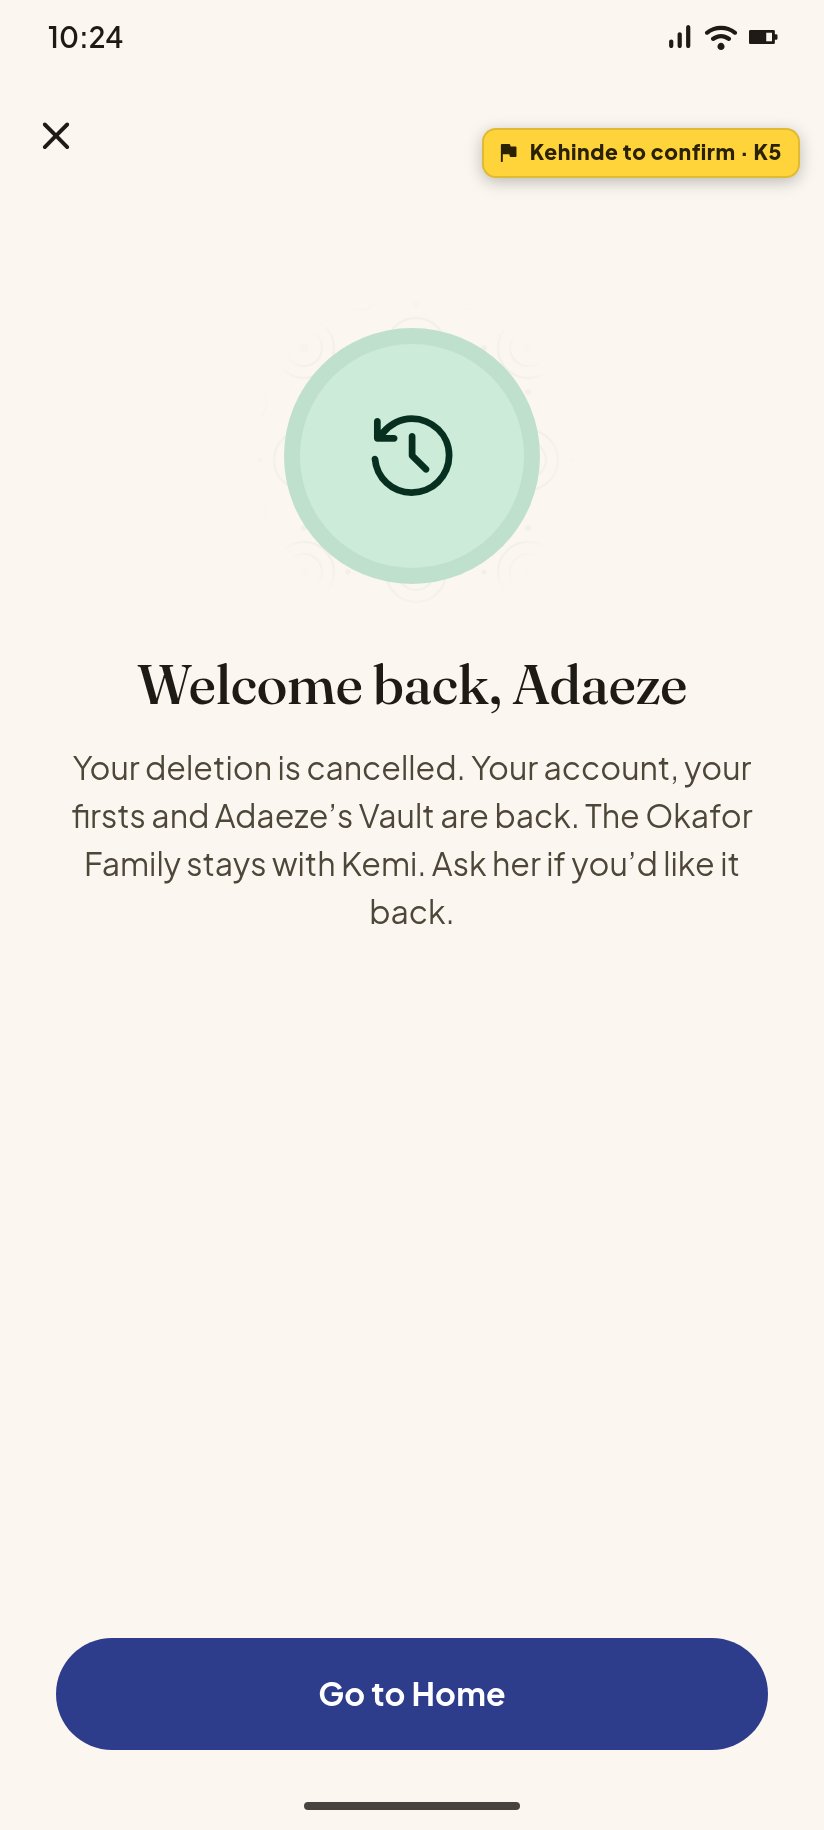 10:24
Kehinde to confirm · K5
Welcome back, Adaeze
Your deletion is cancelled. Your account, your
firsts and Adaeze’s Vault are back. The Okafor
Family stays with Kemi. Ask her if you’d like it
back.
Go to Home